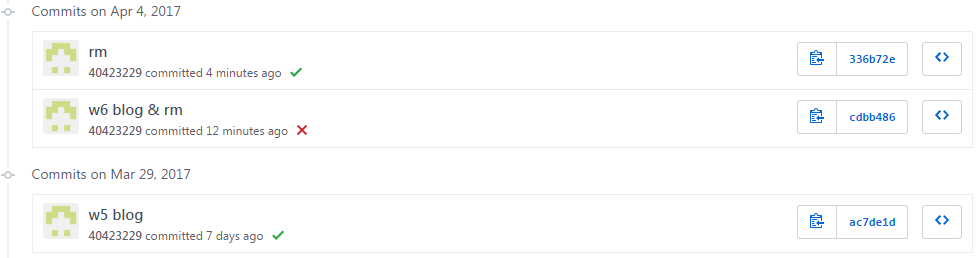 Commits on Apr 4, 2017
rm
40423229 committed 4 minutes ago
336b72e
w6 blog & rm
40423229 committed 12 minutes ago
cdbb486
Commits on Mar 29, 2017
w5 blog
40423229 committed 7 days ago
ac7de1d